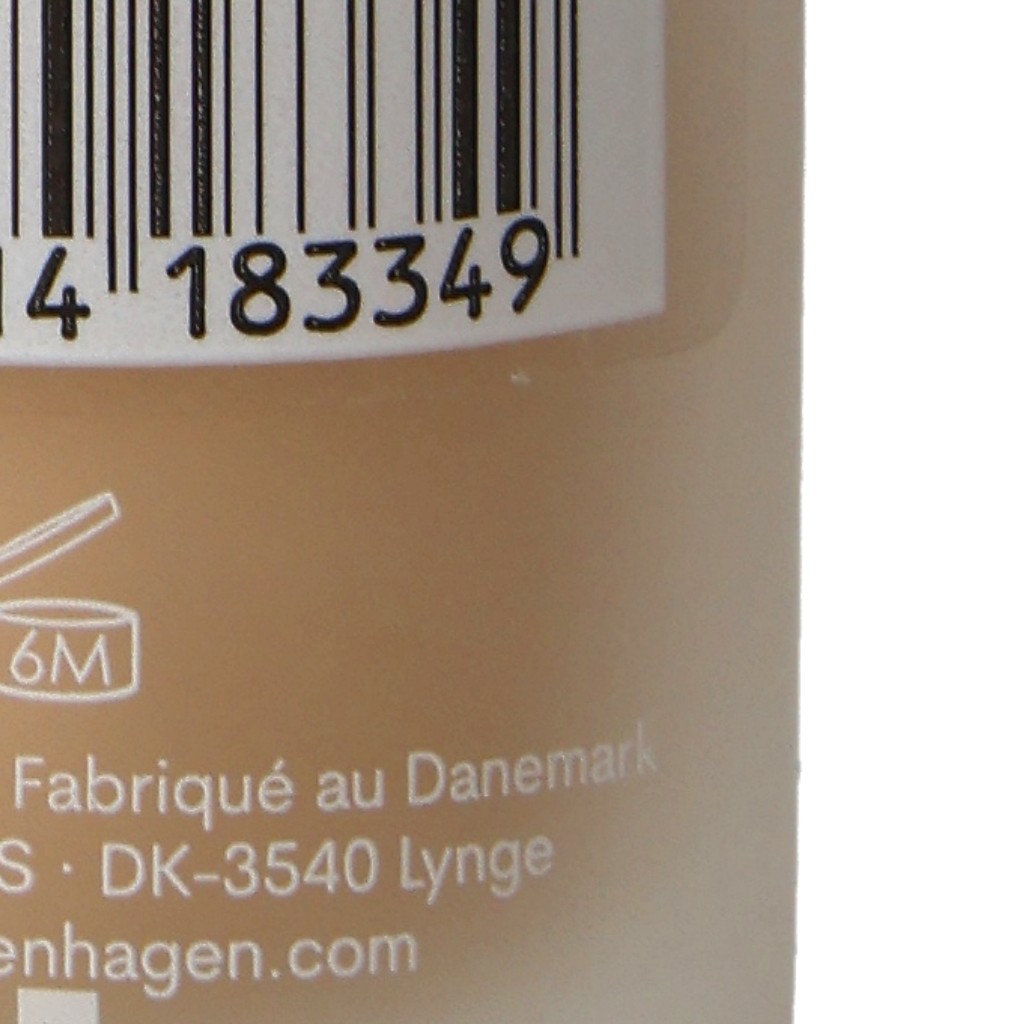 4 183349
6M
Fabriqué au Danemark
S · DK-3540 Lynge
enhagen.com